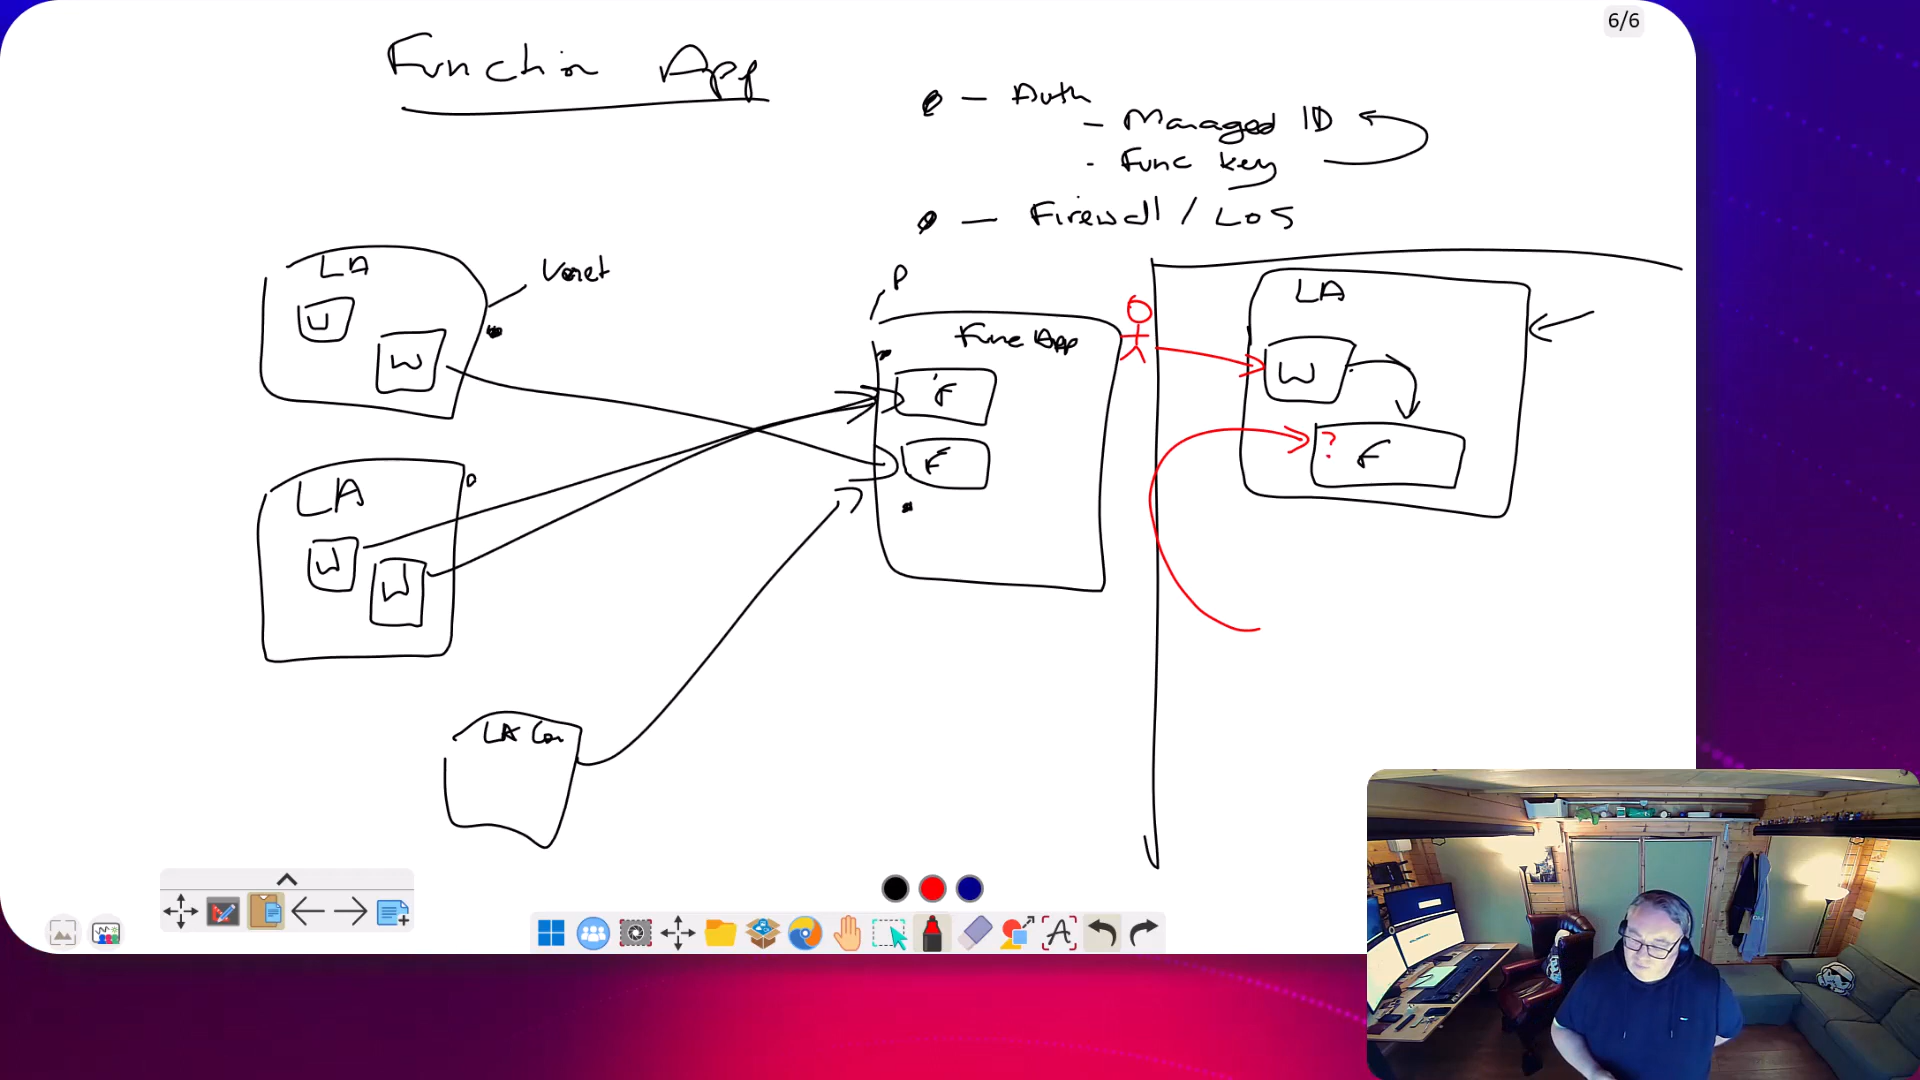 6/6
Function App
- Auth
- Managed ID
- Func key
- Firewall / LOS
LA
Vnet
W
P
Func App
F
F
LA
W
F
?
LA
W
W
LA Con
A